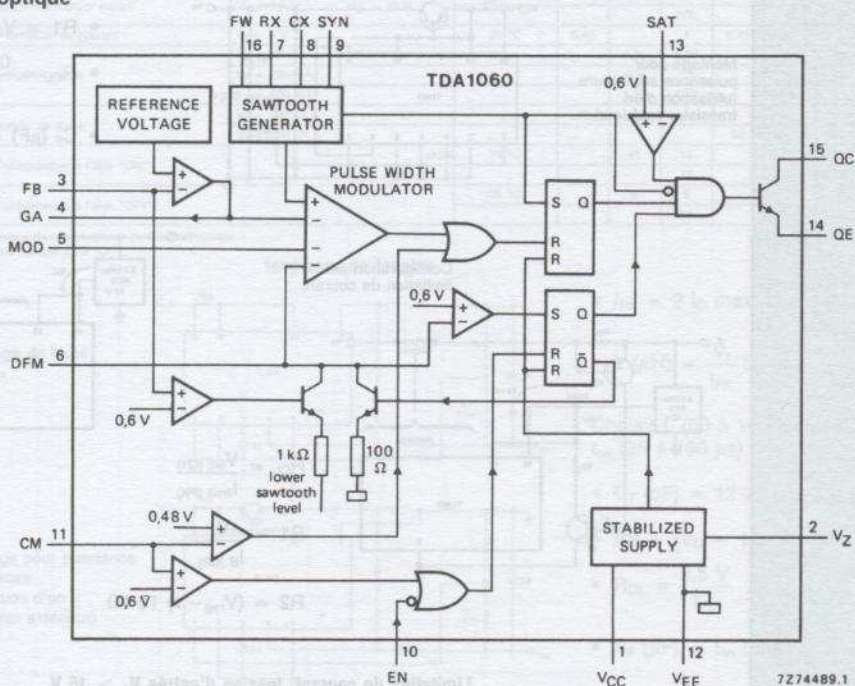 optique
FW RX CX SYN
SAT
16 7 8 9
13
TDA1060
0,6 V
REFERENCE VOLTAGE
SAWTOOTH GENERATOR
+ −
PULSE WIDTH MODULATOR
15 QC
3
FB
+
−
4
GA
+
−
S Q
5
MOD
−
R
R
14 QE
0,6 V
+
−
S Q
6
DFM
R Q̅
R
+
−
0,6 V
1 kΩ
100 Ω
lower sawtooth level
0,48 V
+
−
STABILIZED SUPPLY
2 VZ
CM 11
+
−
0,6 V
10
EN
1
VCC
12
VEE
7Z74489.1